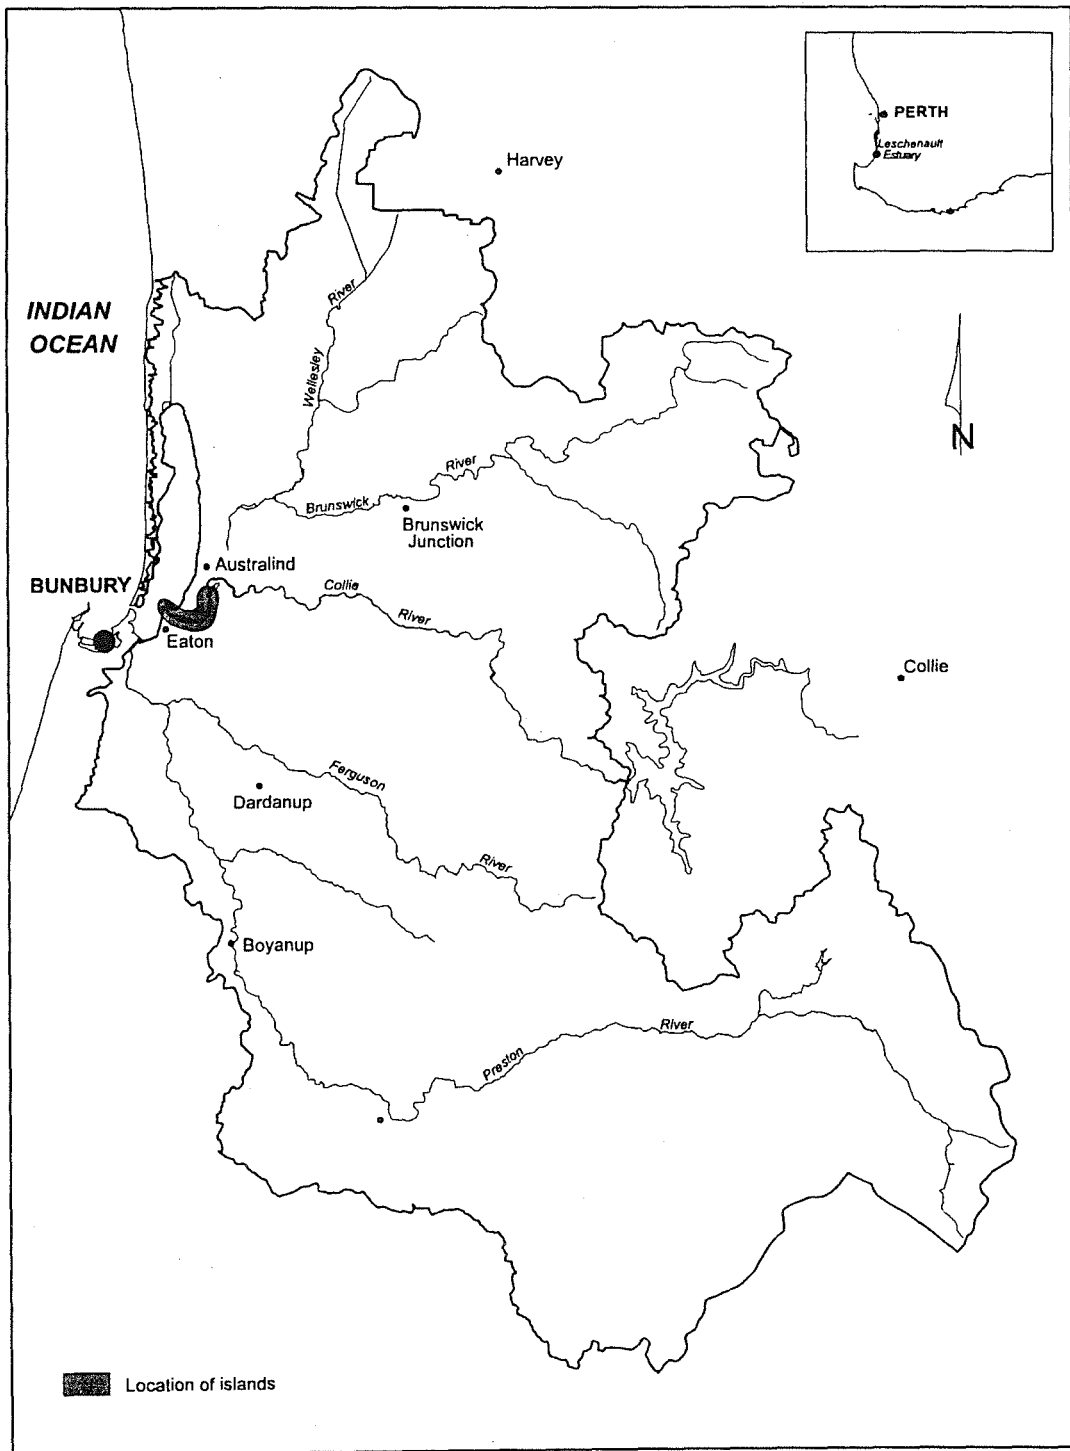 PERTH
Leschenault
Estuary
Harvey
INDIAN
OCEAN
River
Wellesley
N
River
Brunswick
Brunswick
Junction
Australind
BUNBURY
Collie
River
Eaton
Collie
Ferguson
Dardanup
River
Boyanup
River
Preston
Location of islands